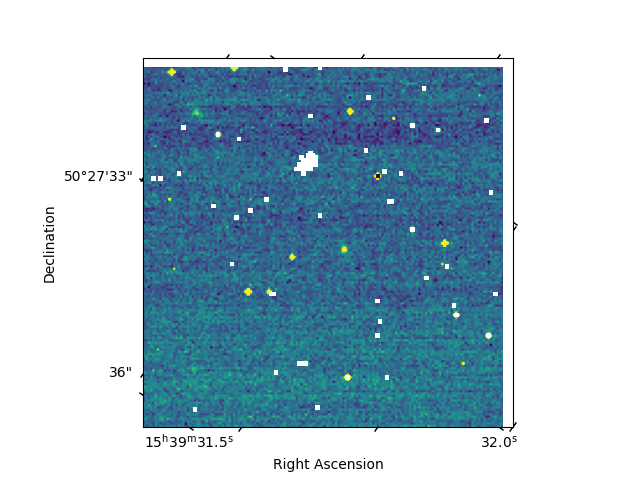 50°27'33"
Declination
36"
15ʰ39ᵐ31.5ˢ
32.0ˢ
Right Ascension